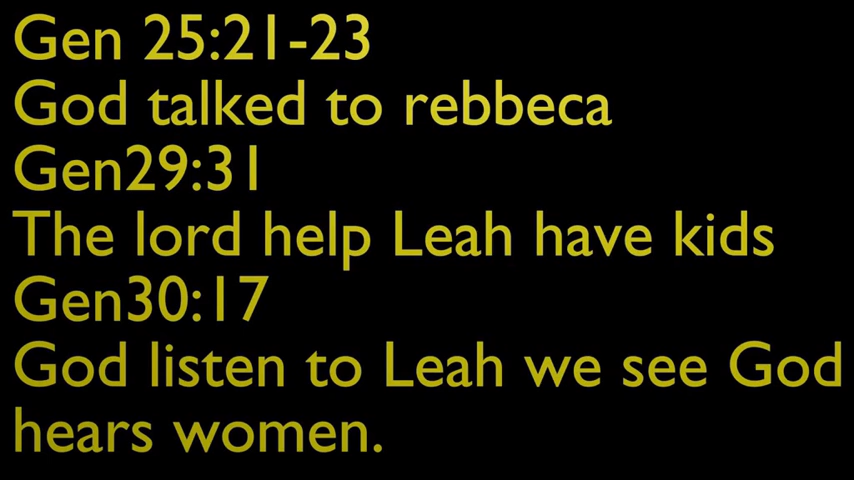 Gen 25:21-23
God talked to rebbeca
Gen29:31
The lord help Leah have kids
Gen30:17
God listen to Leah we see God
hears women.